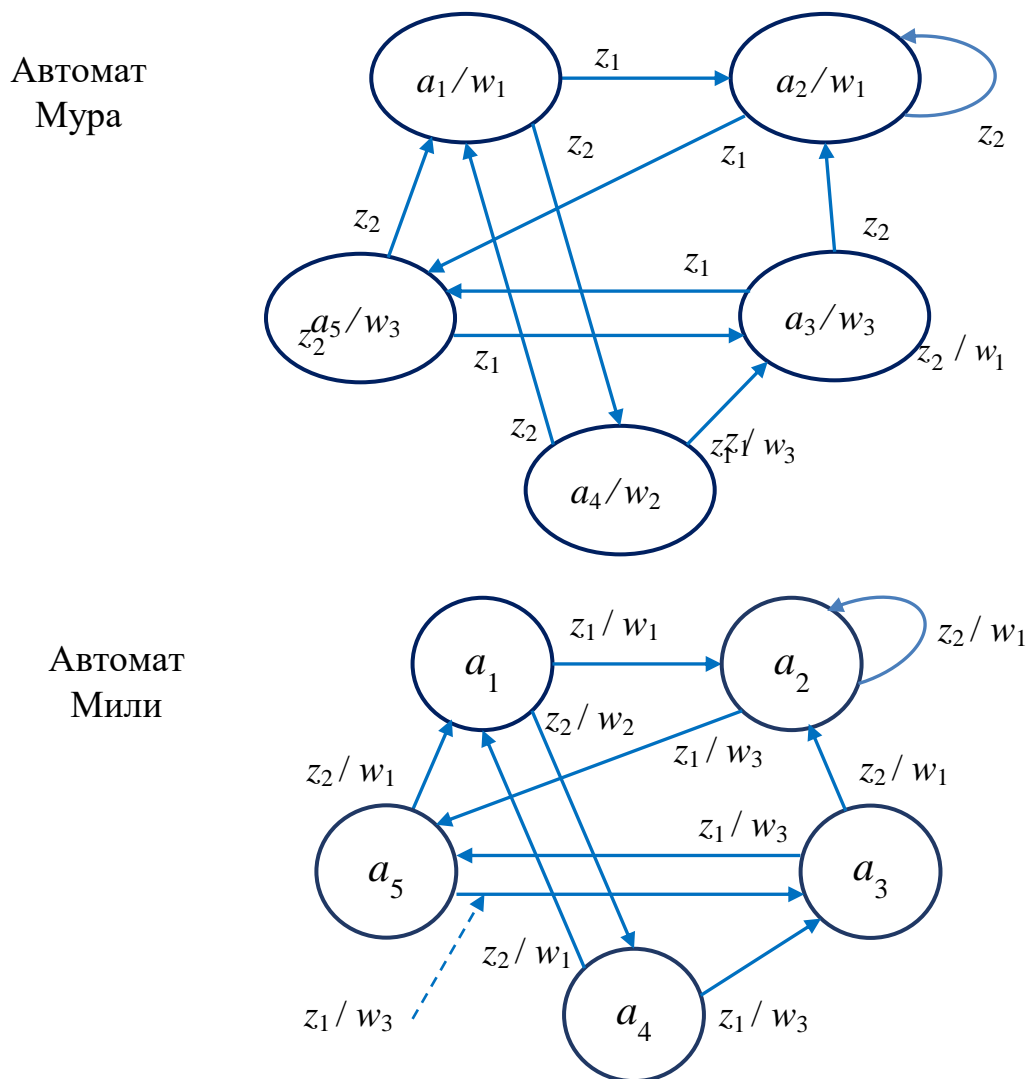 Автомат
Мура
a₁/w₁
z₁
a₂/w₁
z₂
z₂
z₁
z₂
z₂
z₁
a₅/w₃
z₂
a₃/w₃
z₂ / w₁
z₁
z₂
z₁
z₁ / w₃
a₄/w₂
Автомат
Мили
a₁
z₁ / w₁
a₂
z₂ / w₁
z₂ / w₂
z₁ / w₃
z₂ / w₁
z₂ / w₁
z₁ / w₃
a₅
a₃
z₂ / w₁
z₁ / w₃
a₄
z₁ / w₃